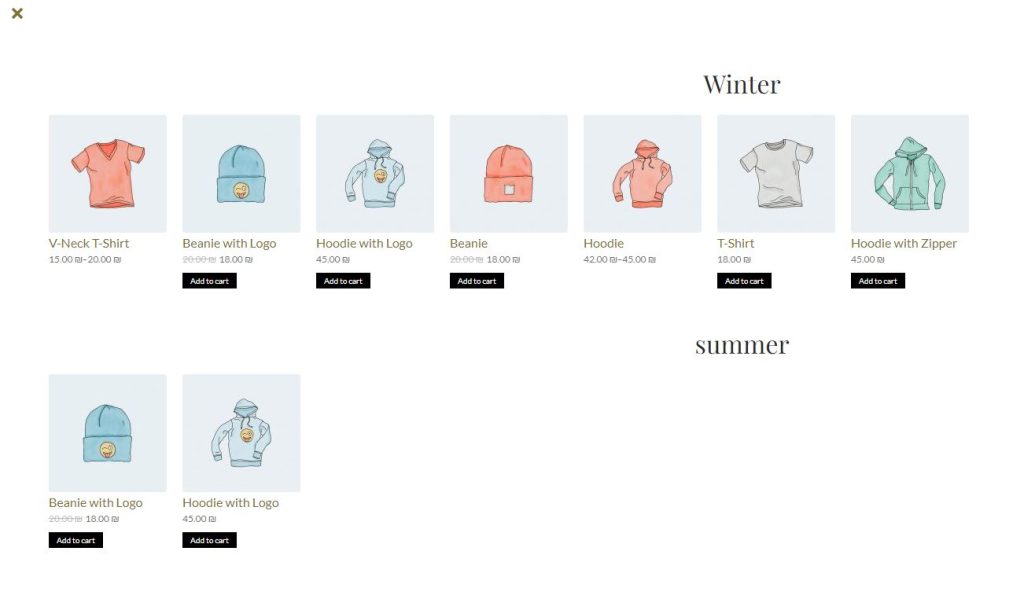 Winter
V-Neck T-Shirt
15.00 ₪–20.00 ₪
Beanie with Logo
20.00 ₪ 18.00 ₪
Add to cart
Hoodie with Logo
45.00 ₪
Add to cart
Beanie
20.00 ₪ 18.00 ₪
Add to cart
Hoodie
42.00 ₪–45.00 ₪
T-Shirt
18.00 ₪
Add to cart
Hoodie with Zipper
45.00 ₪
Add to cart
summer
Beanie with Logo
20.00 ₪ 18.00 ₪
Add to cart
Hoodie with Logo
45.00 ₪
Add to cart